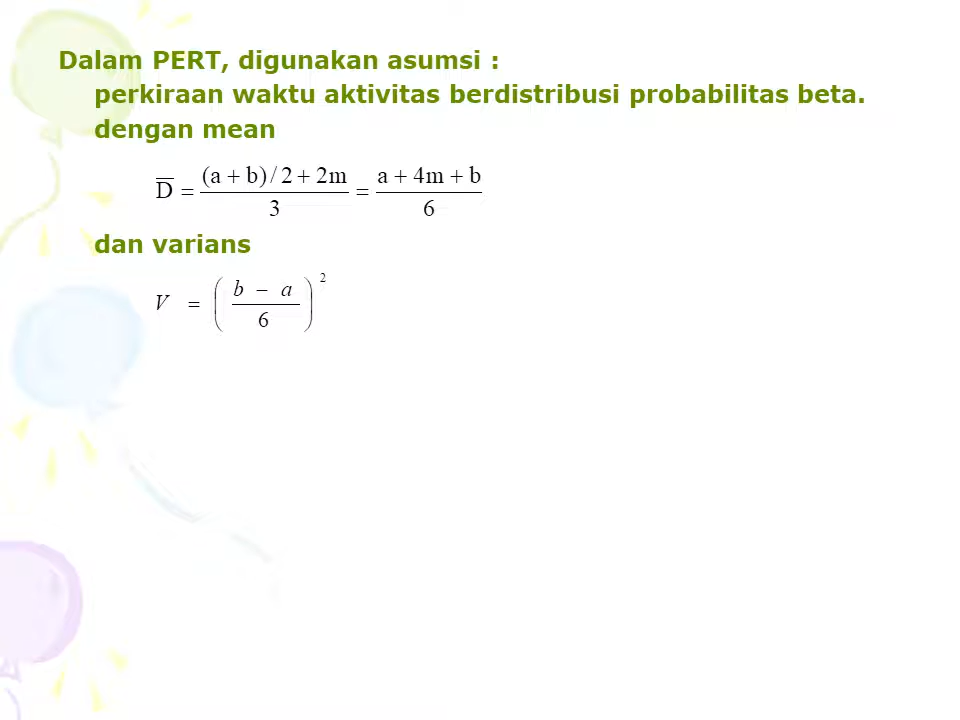 Dalam PERT, digunakan asumsi :
perkiraan waktu aktivitas berdistribusi probabilitas beta.
dengan mean
D̅ = (a + b) / 2 + 2m / 3 = a + 4m + b / 6
dan varians
V = ( b − a / 6 ) 2